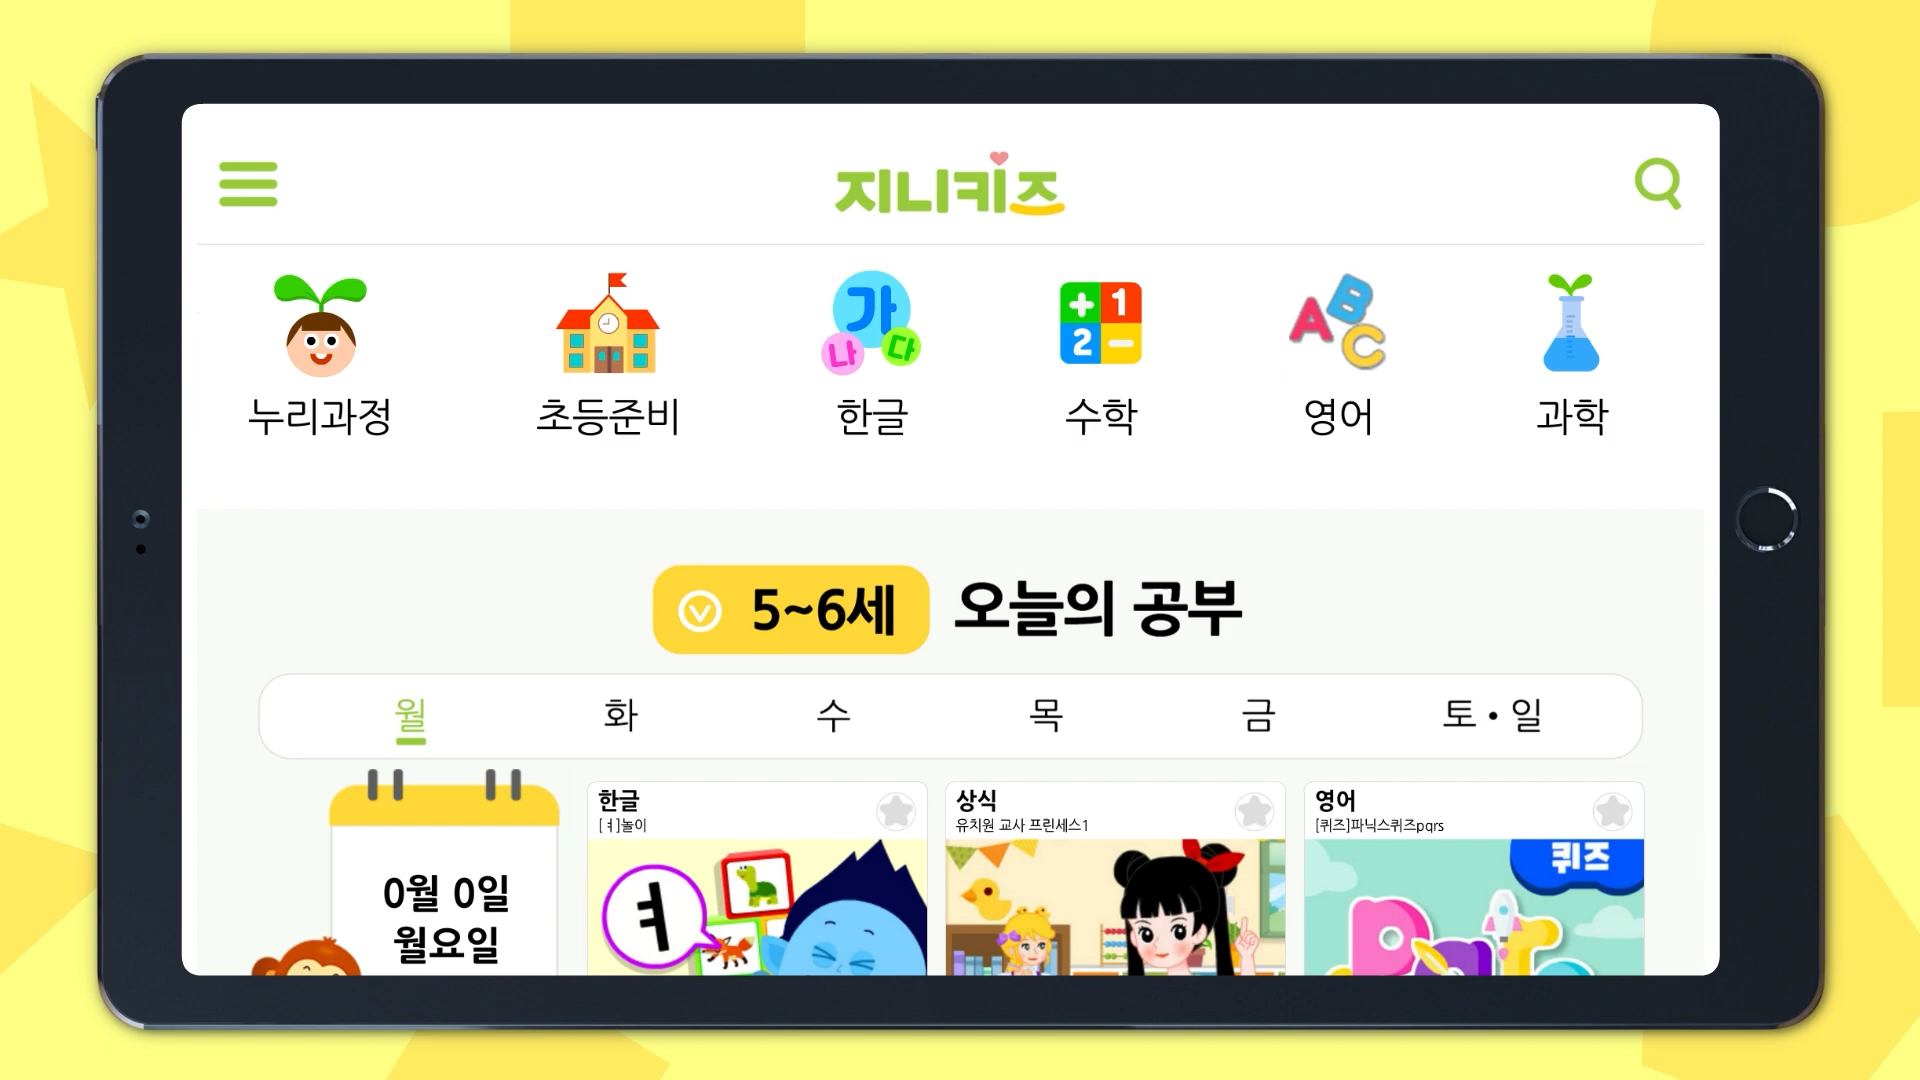 지니키즈
가
나 다
+ 1
2 -
A B C
누리과정 초등준비 한글 수학 영어 과학
5~6세 오늘의 공부
월 화 수 목 금 토 • 일
한글
[ㅕ]놀이
상식
유치원 교사 프린세스1
영어
[퀴즈]파닉스퀴즈pqrs
퀴즈
0월 0일
월요일
ㅕ